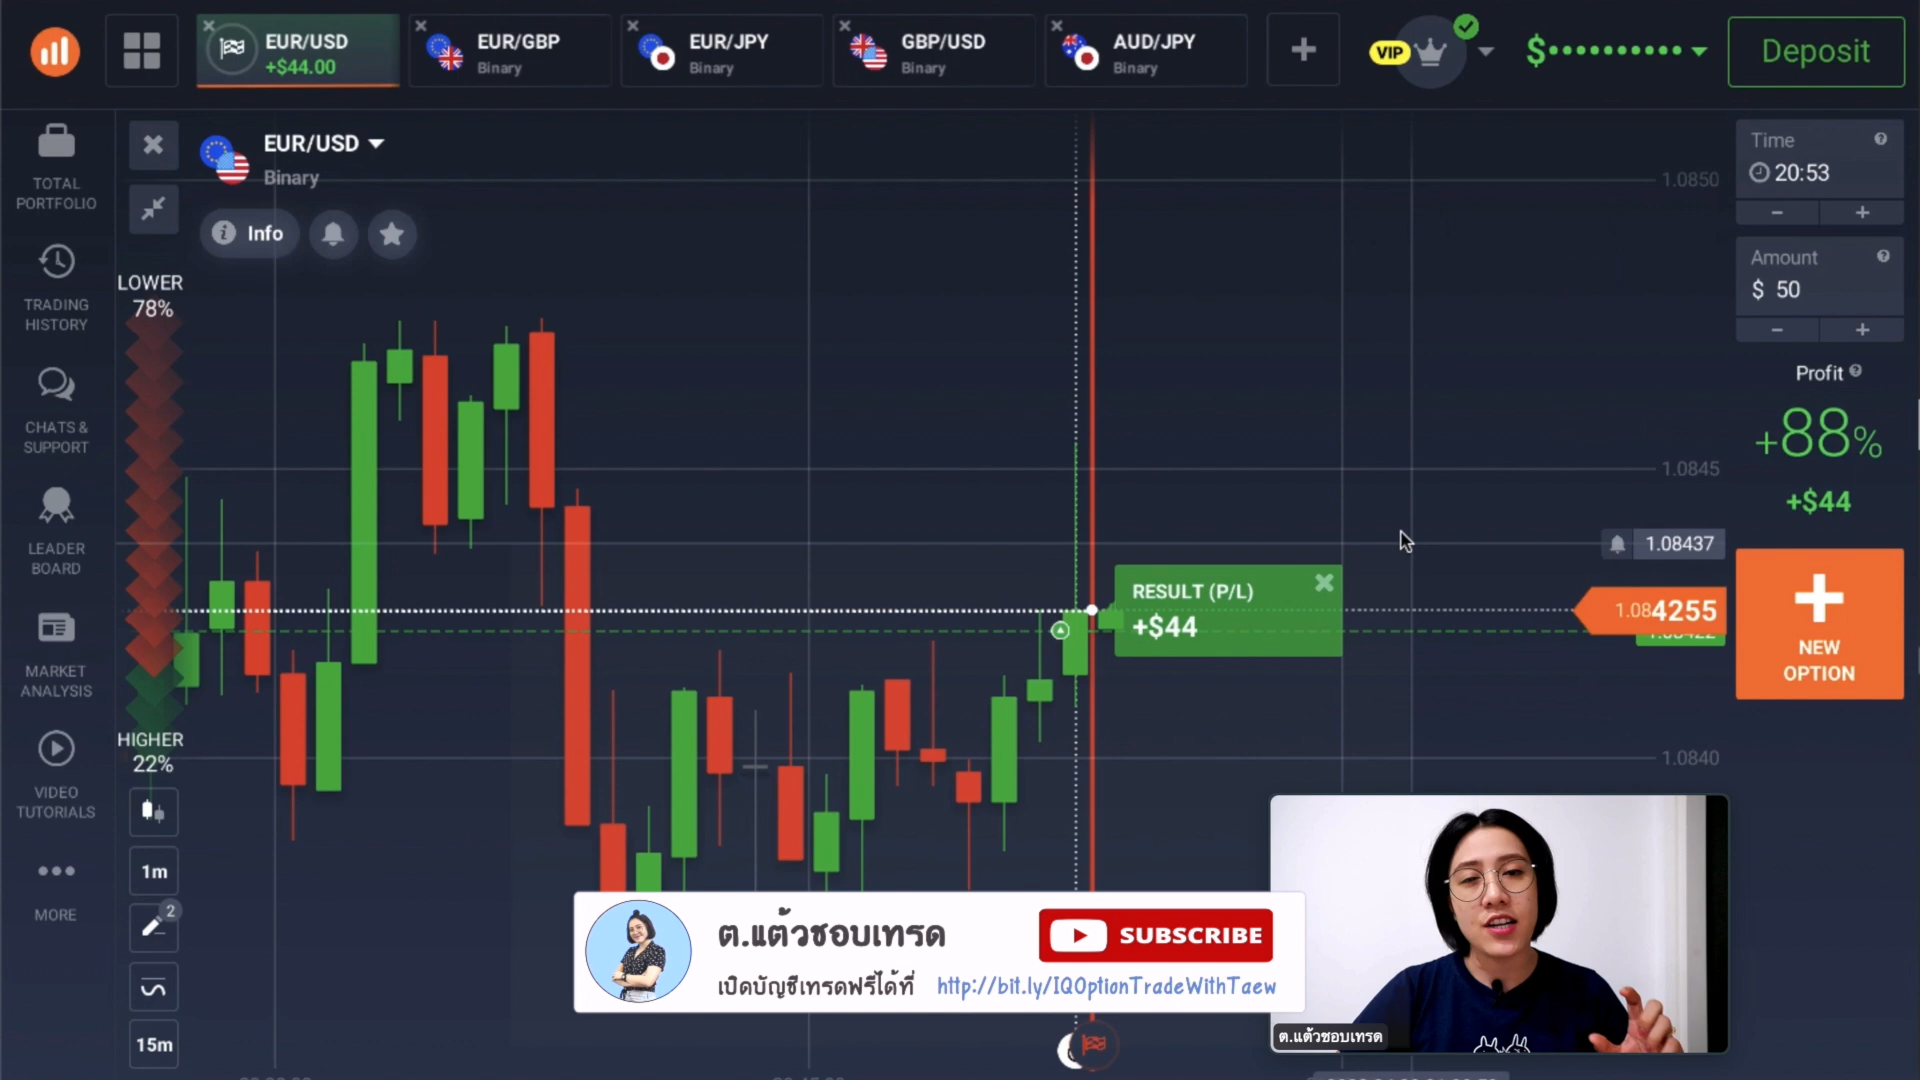 EUR/USD
+$44.00
EUR/GBP
Binary
EUR/JPY
Binary
GBP/USD
Binary
AUD/JPY
Binary
VIP
$••••••••••••
Deposit
TOTAL
PORTFOLIO
TRADING
HISTORY
CHATS &
SUPPORT
LEADER
BOARD
MARKET
ANALYSIS
VIDEO
TUTORIALS
MORE
EUR/USD
Binary
Info
LOWER
78%
HIGHER
22%
1m
2
15m
1.0850
1.0845
1.08437
1.084255
1.0840
RESULT (P/L)
+$44
Time
20:53
Amount
$ 50
Profit
+88%
+$44
NEW
OPTION
ต.แต้วชอบเทรด
SUBSCRIBE
เปิดบัญชีเทรดฟรีได้ที่ http://bit.ly/IQOptionTradeWithTaew
ต.แต้วชอบเทรด